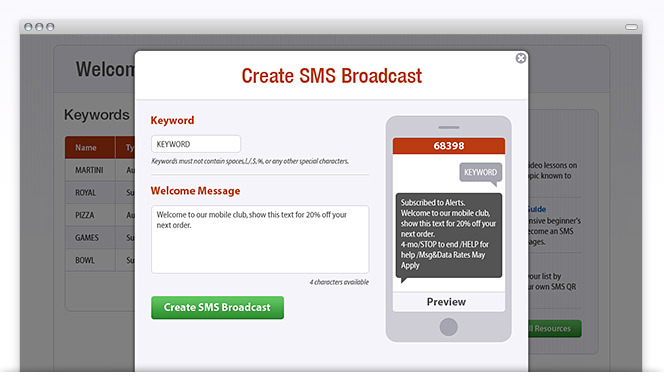 Welcom
Create SMS Broadcast
Keywords
Name Ty
MARTINI Au
ROYAL Su
PIZZA Au
GAMES Su
BOWL Su
Keyword
KEYWORD
Keywords must not contain spaces,!,/,$,%, or any other special characters.
Welcome Message
Welcome to our mobile club, show this text for 20% off your
next order.
4 characters available
Create SMS Broadcast
68398
KEYWORD
Subscribed to Alerts.
Welcome to our mobile club,
show this text for 20% off your
next order.
4-mo/STOP to end /HELP for
help /Msg&Data Rates May
Apply
Preview
ideo lessons on
opic known to
Guide
ensive beginner's
ecome an SMS
ages.
your list by
ur own SMS QR
ll Resources